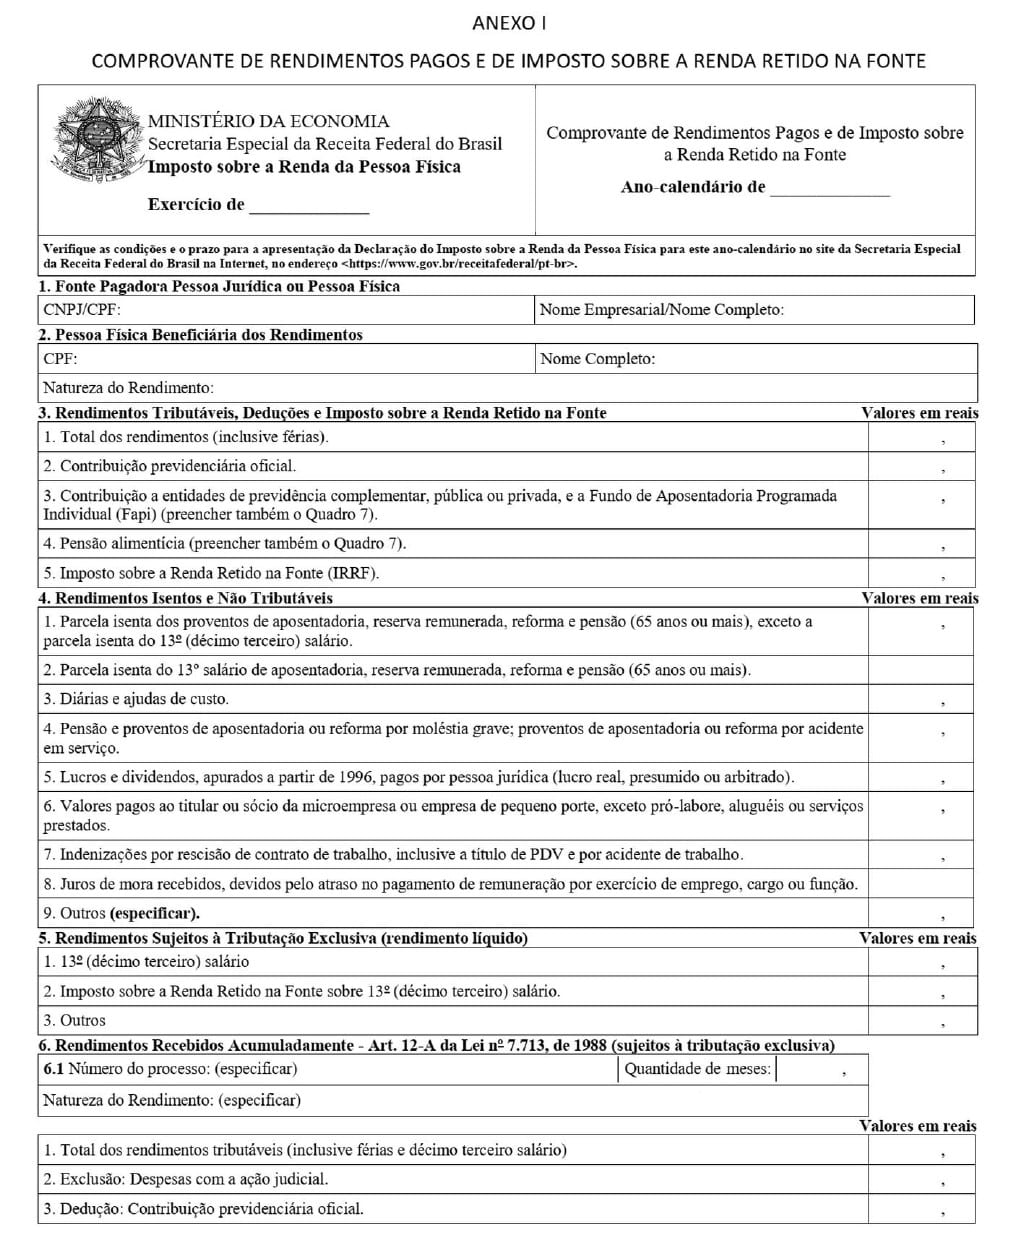 ANEXO I
COMPROVANTE DE RENDIMENTOS PAGOS E DE IMPOSTO SOBRE A RENDA RETIDO NA FONTE
MINISTÉRIO DA ECONOMIA
Secretaria Especial da Receita Federal do Brasil
Imposto sobre a Renda da Pessoa Física
Exercício de ______________
Comprovante de Rendimentos Pagos e de Imposto sobre
a Renda Retido na Fonte
Ano-calendário de ______________
Verifique as condições e o prazo para a apresentação da Declaração do Imposto sobre a Renda da Pessoa Física para este ano-calendário no site da Secretaria Especial
da Receita Federal do Brasil na Internet, no endereço <https://www.gov.br/receitafederal/pt-br>.
1. Fonte Pagadora Pessoa Jurídica ou Pessoa Física
CNPJ/CPF:
Nome Empresarial/Nome Completo:
2. Pessoa Física Beneficiária dos Rendimentos
CPF:
Nome Completo:
Natureza do Rendimento:
3. Rendimentos Tributáveis, Deduções e Imposto sobre a Renda Retido na Fonte Valores em reais
1. Total dos rendimentos (inclusive férias). ,
2. Contribuição previdenciária oficial. ,
3. Contribuição a entidades de previdência complementar, pública ou privada, e a Fundo de Aposentadoria Programada ,
Individual (Fapi) (preencher também o Quadro 7).
4. Pensão alimentícia (preencher também o Quadro 7). ,
5. Imposto sobre a Renda Retido na Fonte (IRRF). ,
4. Rendimentos Isentos e Não Tributáveis Valores em reais
1. Parcela isenta dos proventos de aposentadoria, reserva remunerada, reforma e pensão (65 anos ou mais), exceto a ,
parcela isenta do 13º (décimo terceiro) salário.
2. Parcela isenta do 13º salário de aposentadoria, reserva remunerada, reforma e pensão (65 anos ou mais).
3. Diárias e ajudas de custo. ,
4. Pensão e proventos de aposentadoria ou reforma por moléstia grave; proventos de aposentadoria ou reforma por acidente ,
em serviço.
5. Lucros e dividendos, apurados a partir de 1996, pagos por pessoa jurídica (lucro real, presumido ou arbitrado). ,
6. Valores pagos ao titular ou sócio da microempresa ou empresa de pequeno porte, exceto pró-labore, aluguéis ou serviços ,
prestados.
7. Indenizações por rescisão de contrato de trabalho, inclusive a título de PDV e por acidente de trabalho. ,
8. Juros de mora recebidos, devidos pelo atraso no pagamento de remuneração por exercício de emprego, cargo ou função.
9. Outros (especificar). ,
5. Rendimentos Sujeitos à Tributação Exclusiva (rendimento líquido) Valores em reais
1. 13º (décimo terceiro) salário ,
2. Imposto sobre a Renda Retido na Fonte sobre 13º (décimo terceiro) salário. ,
3. Outros ,
6. Rendimentos Recebidos Acumuladamente - Art. 12-A da Lei nº 7.713, de 1988 (sujeitos à tributação exclusiva)
6.1 Número do processo: (especificar) Quantidade de meses: ,
Natureza do Rendimento: (especificar)
Valores em reais
1. Total dos rendimentos tributáveis (inclusive férias e décimo terceiro salário) ,
2. Exclusão: Despesas com a ação judicial. ,
3. Dedução: Contribuição previdenciária oficial. ,